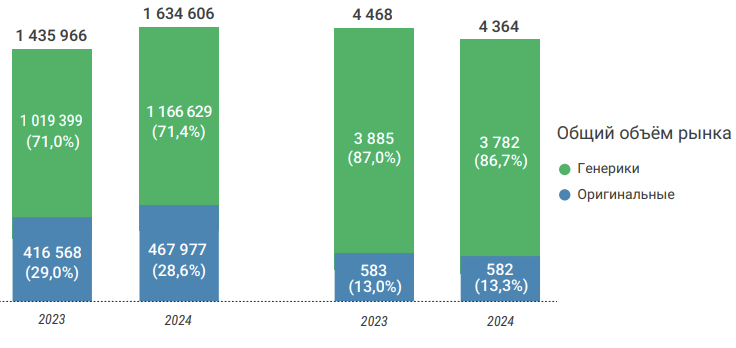 1 435 966
1 634 606
4 468
4 364
1 019 399
(71,0%)
1 166 629
(71,4%)
3 885
(87,0%)
3 782
(86,7%)
416 568
(29,0%)
467 977
(28,6%)
583
(13,0%)
582
(13,3%)
2023
2024
2023
2024
Общий объём рынка
Генерики
Оригинальные